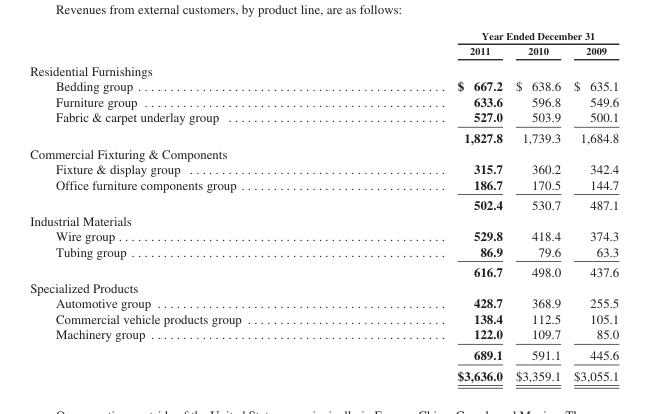 Revenues from external customers, by product line, are as follows:
Year Ended December 31
2011 2010 2009
Residential Furnishings
Bedding group . . . . . . . . . . . . . . . . . . . . . . . . . . . . . . . . . . . . . . . . . . . . . . . . $ 667.2 $ 638.6 $ 635.1
Furniture group . . . . . . . . . . . . . . . . . . . . . . . . . . . . . . . . . . . . . . . . . . . . . . . 633.6 596.8 549.6
Fabric & carpet underlay group . . . . . . . . . . . . . . . . . . . . . . . . . . . . . . . . . . 527.0 503.9 500.1
1,827.8 1,739.3 1,684.8
Commercial Fixturing & Components
Fixture & display group . . . . . . . . . . . . . . . . . . . . . . . . . . . . . . . . . . . . . . . . 315.7 360.2 342.4
Office furniture components group . . . . . . . . . . . . . . . . . . . . . . . . . . . . . . . . 186.7 170.5 144.7
502.4 530.7 487.1
Industrial Materials
Wire group . . . . . . . . . . . . . . . . . . . . . . . . . . . . . . . . . . . . . . . . . . . . . . . . . . . 529.8 418.4 374.3
Tubing group . . . . . . . . . . . . . . . . . . . . . . . . . . . . . . . . . . . . . . . . . . . . . . . . . 86.9 79.6 63.3
616.7 498.0 437.6
Specialized Products
Automotive group . . . . . . . . . . . . . . . . . . . . . . . . . . . . . . . . . . . . . . . . . . . . . 428.7 368.9 255.5
Commercial vehicle products group . . . . . . . . . . . . . . . . . . . . . . . . . . . . . . . 138.4 112.5 105.1
Machinery group . . . . . . . . . . . . . . . . . . . . . . . . . . . . . . . . . . . . . . . . . . . . . . 122.0 109.7 85.0
689.1 591.1 445.6
$3,636.0 $3,359.1 $3,055.1